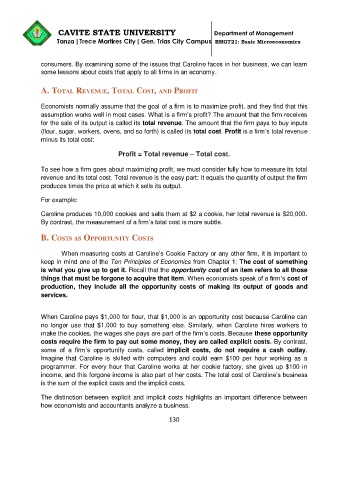 CAVITE STATE UNIVERSITY
Department of Management
Tanza | Trece Martires City | Gen. Trias City Campus
BMGT21: Basic Microeconomics
consumers. By examining some of the issues that Caroline faces in her business, we can learn
some lessons about costs that apply to all firms in an economy.
A. TOTAL REVENUE, TOTAL COST, AND PROFIT
Economists normally assume that the goal of a firm is to maximize profit, and they find that this
assumption works well in most cases. What is a firm's profit? The amount that the firm receives
for the sale of its output is called its total revenue. The amount that the firm pays to buy inputs
(flour, sugar, workers, ovens, and so forth) is called its total cost. Profit is a firm's total revenue
minus its total cost:
Profit = Total revenue – Total cost.
To see how a firm goes about maximizing profit, we must consider fully how to measure its total
revenue and its total cost. Total revenue is the easy part: It equals the quantity of output the firm
produces times the price at which it sells its output.
For example:
Caroline produces 10,000 cookies and sells them at $2 a cookie, her total revenue is $20,000.
By contrast, the measurement of a firm's total cost is more subtle.
B. COSTS AS OPPORTUNITY COSTS
When measuring costs at Caroline's Cookie Factory or any other firm, it is important to
keep in mind one of the Ten Principles of Economics from Chapter 1: The cost of something
is what you give up to get it. Recall that the opportunity cost of an item refers to all those
things that must be forgone to acquire that item. When economists speak of a firm's cost of
production, they include all the opportunity costs of making its output of goods and
services.
When Caroline pays $1,000 for flour, that $1,000 is an opportunity cost because Caroline can
no longer use that $1,000 to buy something else. Similarly, when Caroline hires workers to
make the cookies, the wages she pays are part of the firm's costs. Because these opportunity
costs require the firm to pay out some money, they are called explicit costs. By contrast,
some of a firm's opportunity costs, called implicit costs, do not require a cash outlay.
Imagine that Caroline is skilled with computers and could earn $100 per hour working as a
programmer. For every hour that Caroline works at her cookie factory, she gives up $100 in
income, and this forgone income is also part of her costs. The total cost of Caroline's business
is the sum of the explicit costs and the implicit costs.
The distinction between explicit and implicit costs highlights an important difference between
how economists and accountants analyze a business.
130